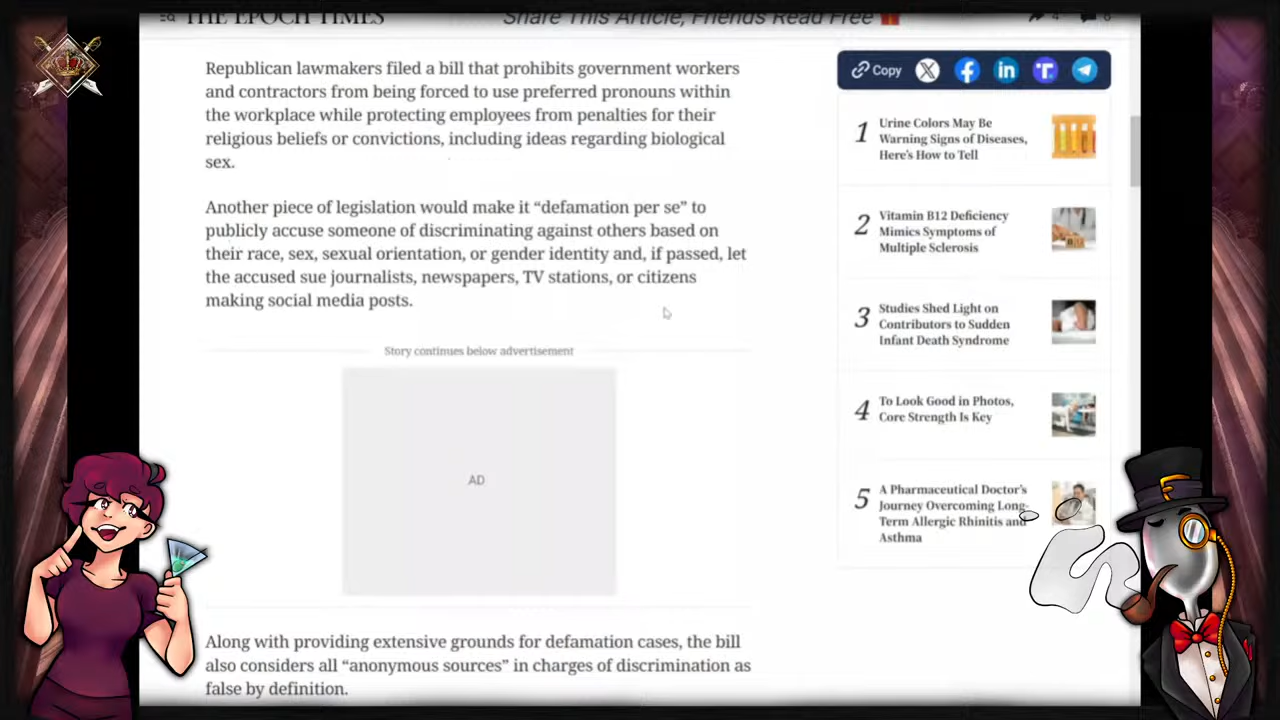 THE EPOCH TIMES
Share This Article, Friends Read Free
4
6
Republican lawmakers filed a bill that prohibits government workers
and contractors from being forced to use preferred pronouns within
the workplace while protecting employees from penalties for their
religious beliefs or convictions, including ideas regarding biological
sex.
Another piece of legislation would make it “defamation per se” to
publicly accuse someone of discriminating against others based on
their race, sex, sexual orientation, or gender identity and, if passed, let
the accused sue journalists, newspapers, TV stations, or citizens
making social media posts.
Story continues below advertisement
AD
Along with providing extensive grounds for defamation cases, the bill
also considers all “anonymous sources” in charges of discrimination as
false by definition.
Copy
1
Urine Colors May Be
Warning Signs of Diseases,
Here's How to Tell
2
Vitamin B12 Deficiency
Mimics Symptoms of
Multiple Sclerosis
3
Studies Shed Light on
Contributors to Sudden
Infant Death Syndrome
4
To Look Good in Photos,
Core Strength Is Key
5
A Pharmaceutical Doctor's
Journey Overcoming Long-
Term Allergic Rhinitis and
Asthma